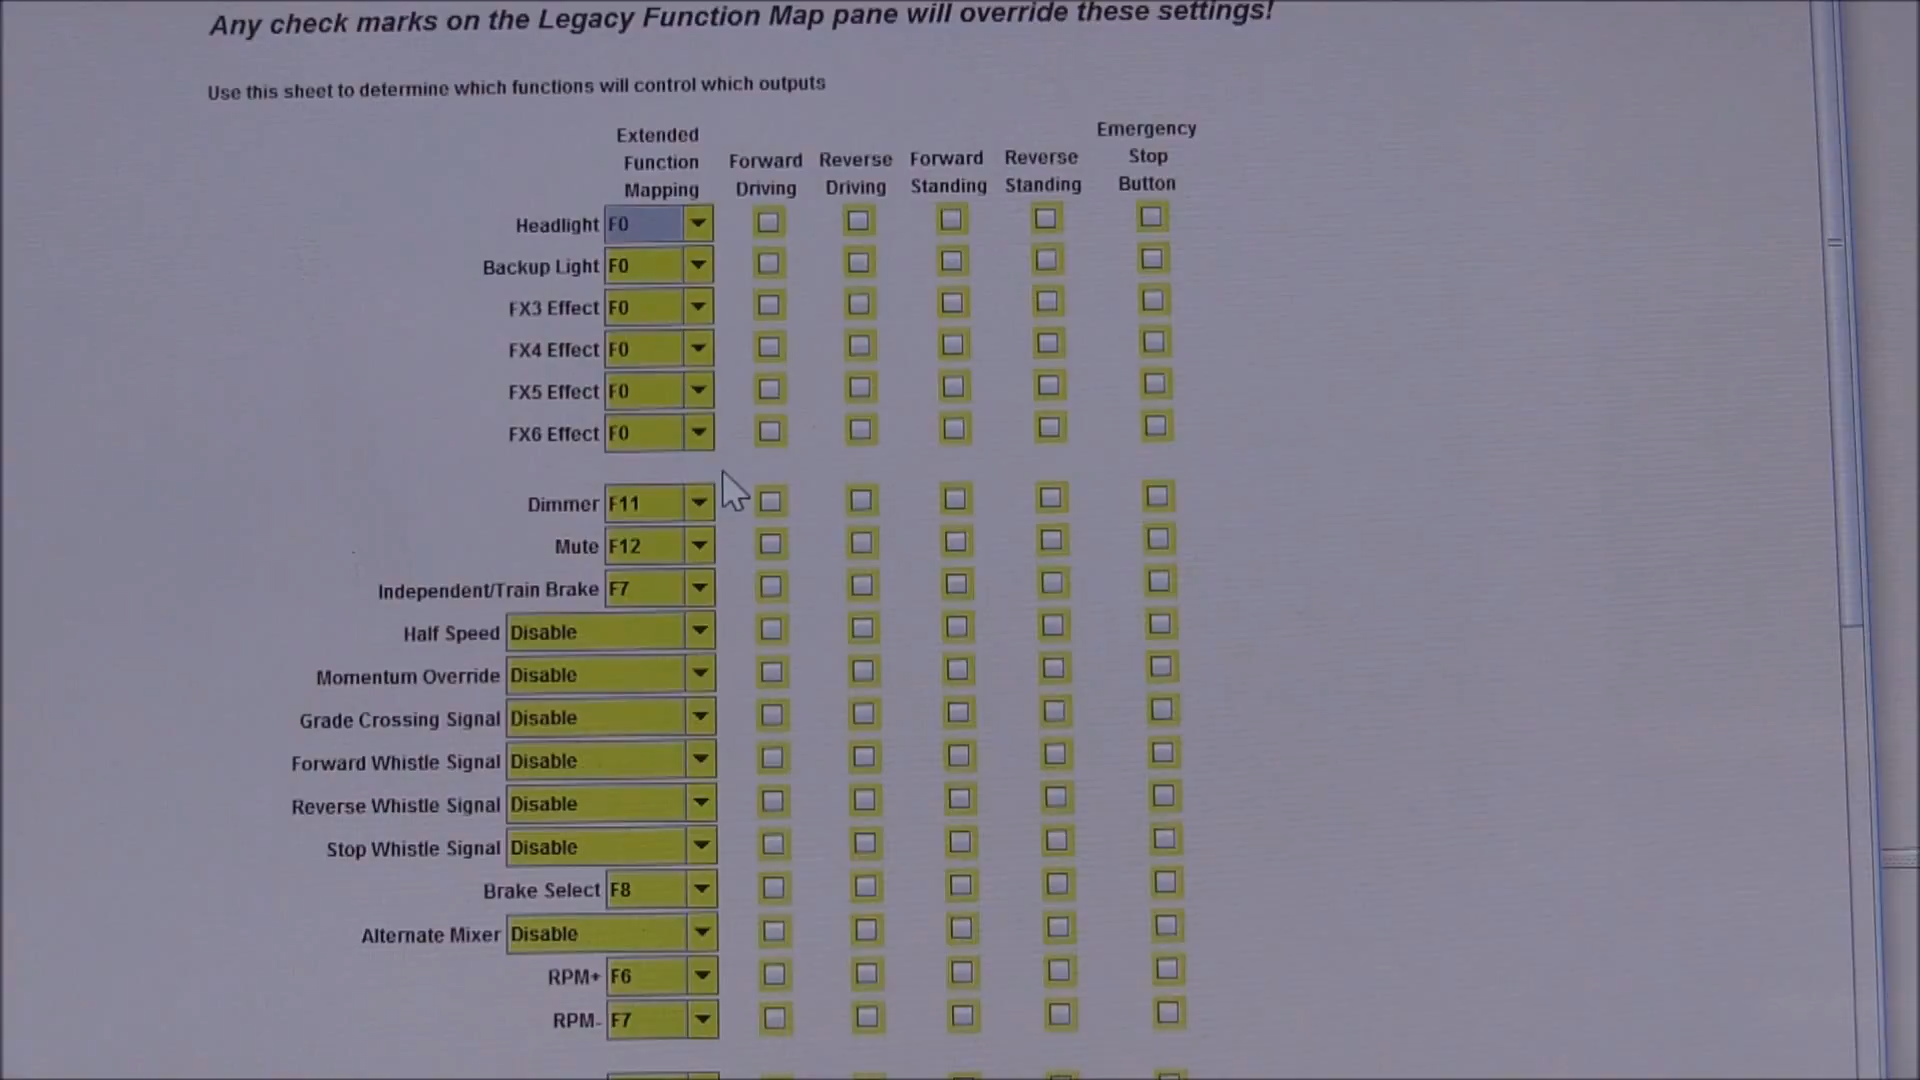 Any check marks on the Legacy Function Map pane will override these settings!
Use this sheet to determine which functions will control which outputs
Extended Function Mapping
Forward Driving
Reverse Driving
Forward Standing
Reverse Standing
Emergency Stop Button
Headlight F0
Backup Light F0
FX3 Effect F0
FX4 Effect F0
FX5 Effect F0
FX6 Effect F0
Dimmer F11
Mute F12
Independent/Train Brake F7
Half Speed Disable
Momentum Override Disable
Grade Crossing Signal Disable
Forward Whistle Signal Disable
Reverse Whistle Signal Disable
Stop Whistle Signal Disable
Brake Select F8
Alternate Mixer Disable
RPM+ F6
RPM- F7